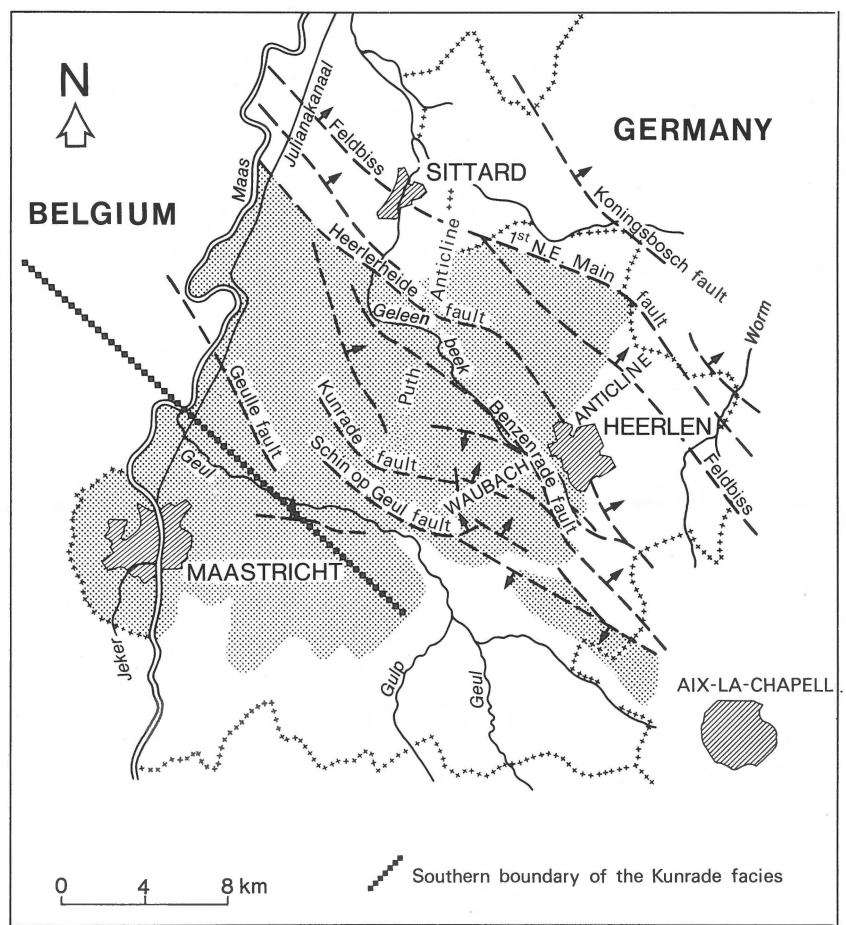 N
GERMANY
BELGIUM
Maas
Julianakanaal
Feldbiss
SITTARD
Koningsbosch fault
1st N.E. Main fault
Heerlerheide fault
Anticline
Puth
Geleen beek
Worm
Geulle fault
Kunrade fault
Schin op Geul fault
Benzenrade fault
WAUBACH
ANTICLINE
HEERLEN
Feldbiss
Geul
MAASTRICHT
Jeker
Gulp
Geul
AIX-LA-CHAPELL.
Southern boundary of the Kunrade facies
0 4 8 km